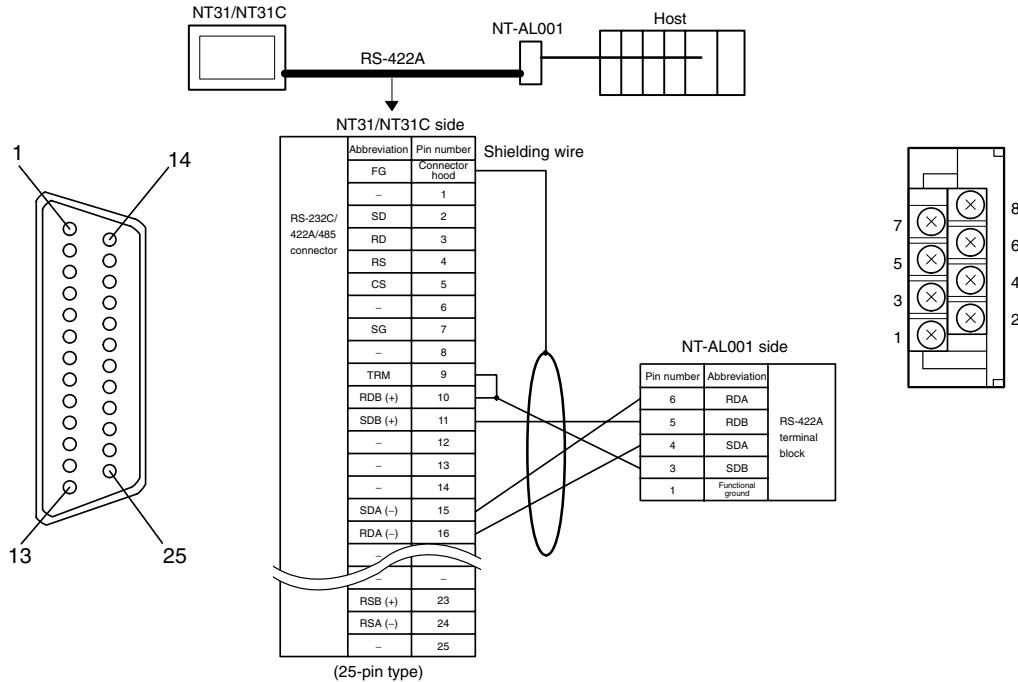 NT31/NT31C
NT-AL001
Host
RS-422A
NT31/NT31C side
Abbreviation Pin number
Shielding wire
FG Connector hood
– 1
RS-232C/
422A/485
connector
SD 2
RD 3
RS 4
CS 5
– 6
SG 7
– 8
TRM 9
RDB (+) 10
SDB (+) 11
– 12
– 13
– 14
SDA (–) 15
RDA (–) 16
–
– –
RSB (+) 23
RSA (–) 24
– 25
(25-pin type)
1
14
13
25
NT-AL001 side
Pin number Abbreviation
6 RDA
5 RDB
4 SDA
3 SDB
1 Functional ground
RS-422A
terminal
block
8
7
6
5
4
3
2
1